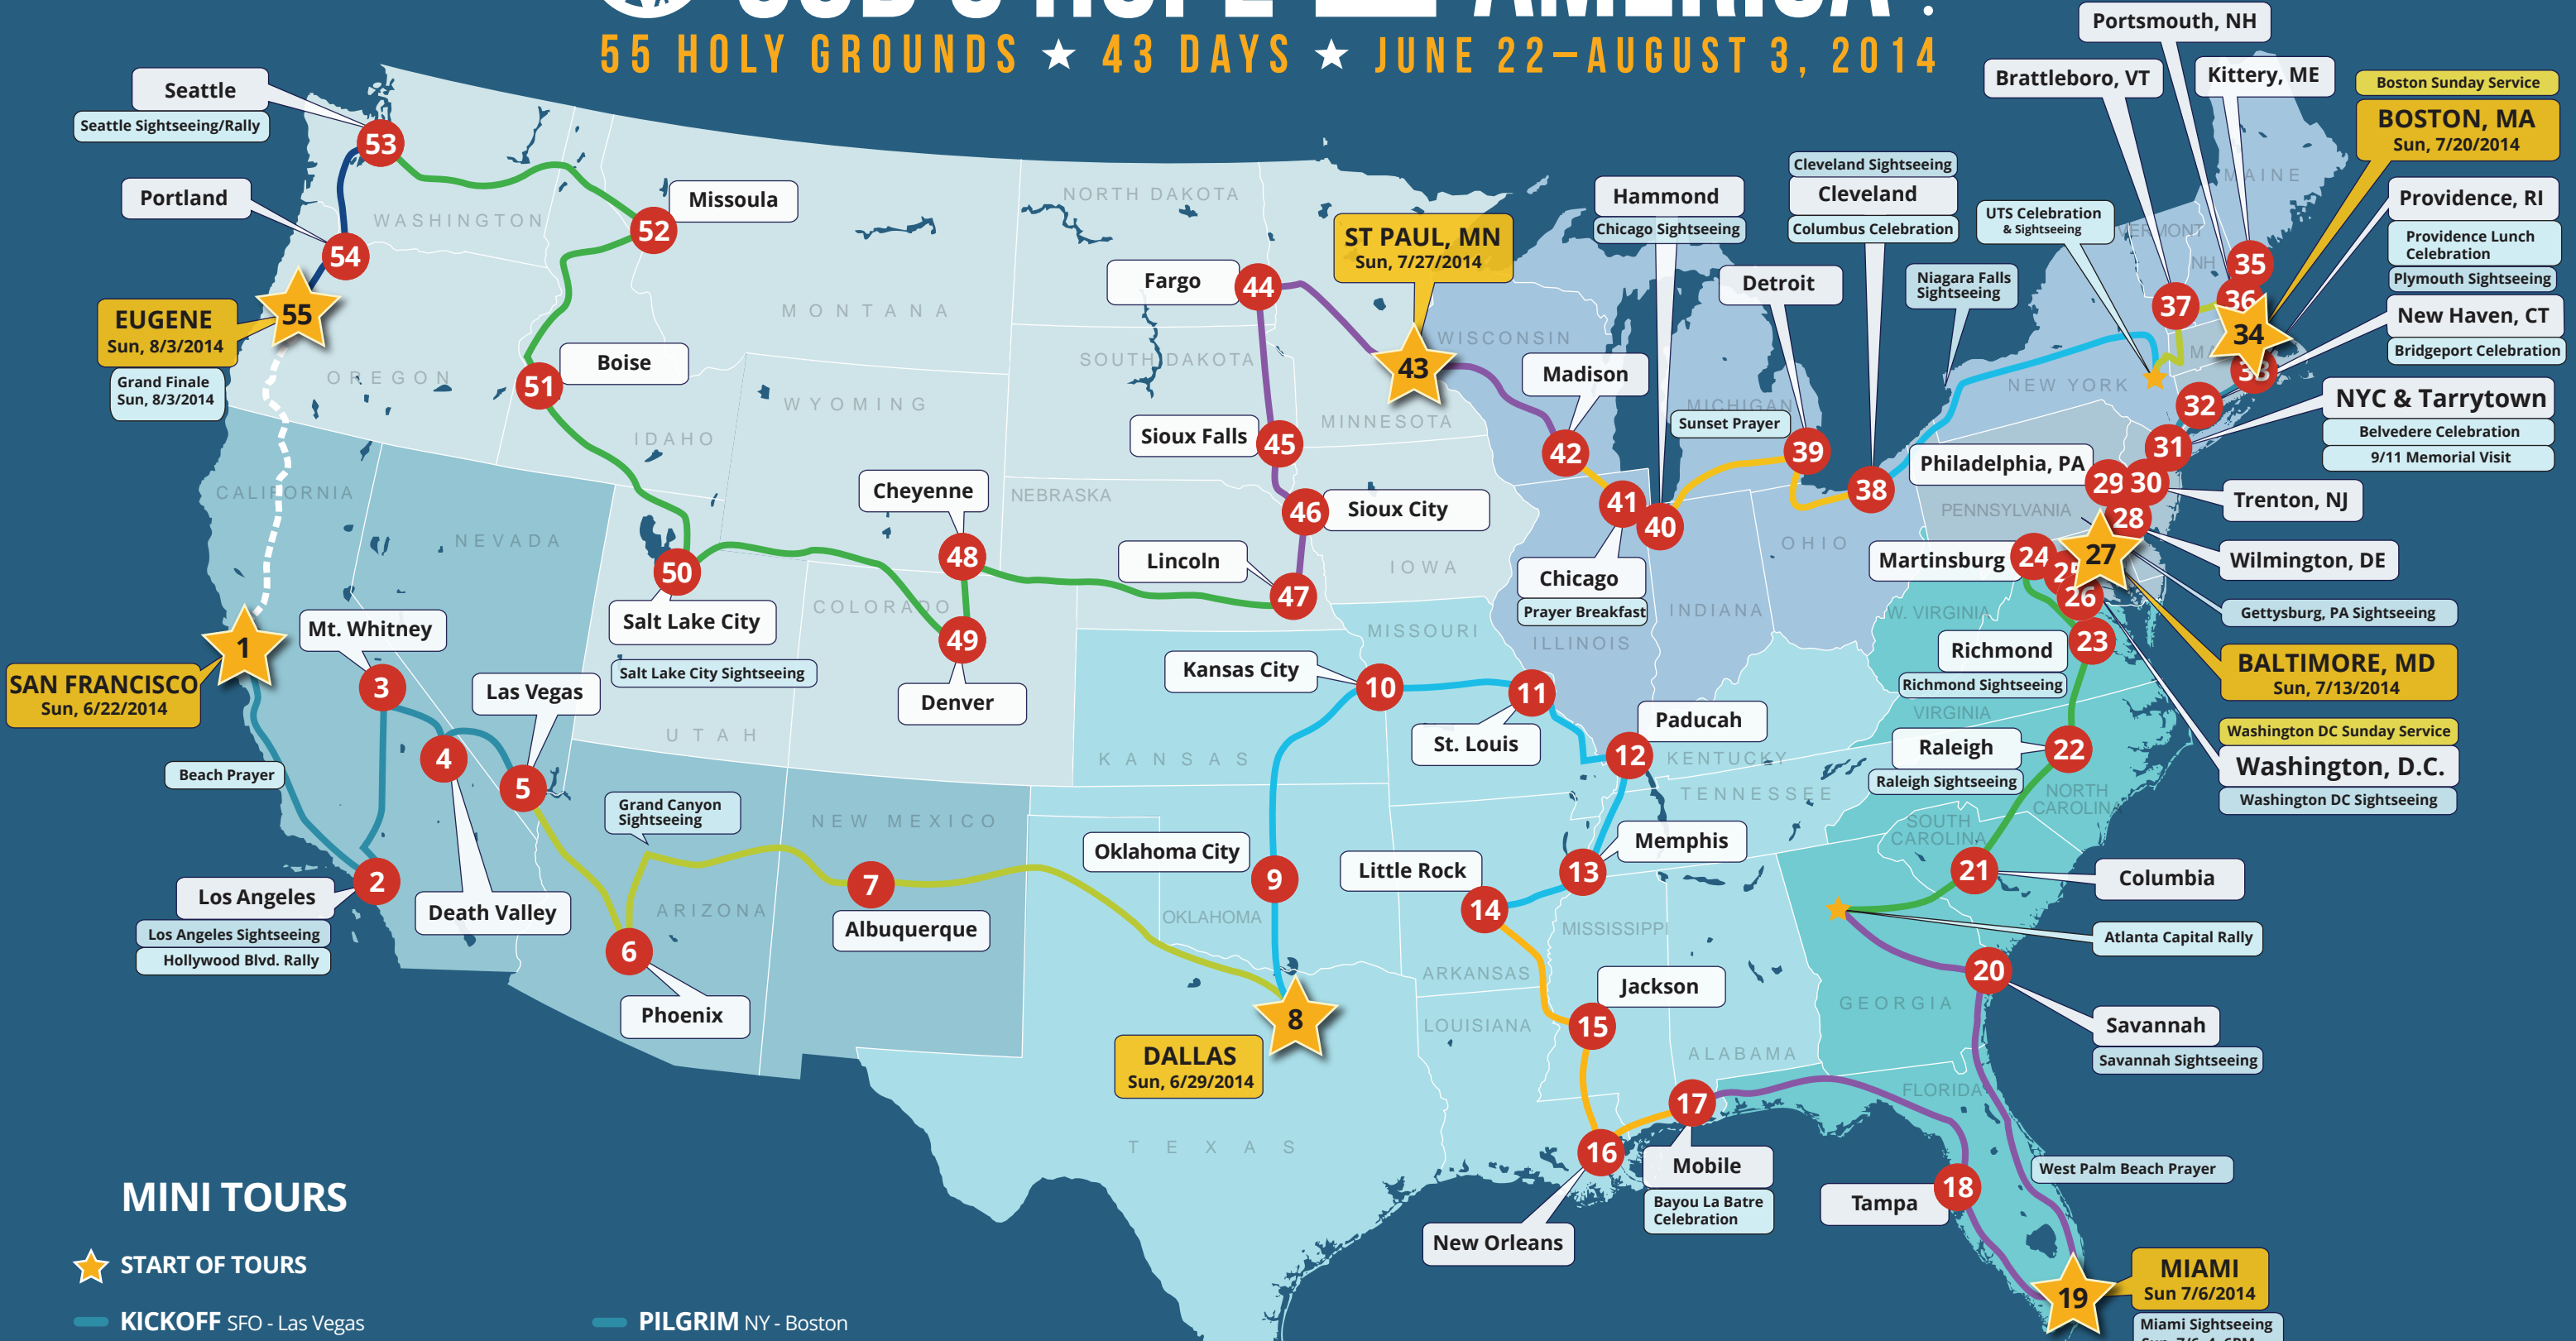 55 HOLY GROUNDS ★ 43 DAYS ★ JUNE 22—AUGUST 3, 2014
Portsmouth, NH
Brattleboro, VT
Kittery, ME
Boston Sunday Service
BOSTON, MA
Sun, 7/20/2014
Seattle
Seattle Sightseeing/Rally
53
Portland
54
EUGENE
Sun, 8/3/2014
55
Grand Finale
Sun, 8/3/2014
WASHINGTON
OREGON
Missoula
52
Boise
51
MONTANA
IDAHO
WYOMING
NORTH DAKOTA
SOUTH DAKOTA
Fargo
44
ST PAUL, MN
Sun, 7/27/2014
43
Sioux Falls
45
MINNESOTA
WISCONSIN
Madison
42
Hammond
Chicago Sightseeing
Cleveland Sightseeing
Cleveland
Columbus Celebration
Detroit
MICHIGAN
Sunset Prayer
39
38
UTS Celebration
& Sightseeing
Niagara Falls
Sightseeing
VERMONT
NH
MAINE
35
36
37
34
33
32
31
NEW YORK
Providence, RI
Providence Lunch
Celebration
Plymouth Sightseeing
New Haven, CT
Bridgeport Celebration
NYC & Tarrytown
Belvedere Celebration
9/11 Memorial Visit
Philadelphia, PA
29
30
Trenton, NJ
PENNSYLVANIA
28
Wilmington, DE
Martinsburg
24
25
27
26
Gettysburg, PA Sightseeing
BALTIMORE, MD
Sun, 7/13/2014
Washington DC Sunday Service
Washington, D.C.
Washington DC Sightseeing
CALIFORNIA
NEVADA
1
SAN FRANCISCO
Sun, 6/22/2014
Mt. Whitney
3
Las Vegas
4
5
Beach Prayer
2
Los Angeles
Los Angeles Sightseeing
Hollywood Blvd. Rally
Death Valley
50
Salt Lake City
Salt Lake City Sightseeing
UTAH
Cheyenne
48
COLORADO
49
Denver
NEBRASKA
46
Sioux City
Lincoln
47
IOWA
41
40
Chicago
Prayer Breakfast
ILLINOIS
INDIANA
OHIO
MISSOURI
Kansas City
10
11
St. Louis
KANSAS
Paducah
12
KENTUCKY
TENNESSEE
W. VIRGINIA
23
Richmond
Richmond Sightseeing
VIRGINIA
Raleigh
22
Raleigh Sightseeing
NORTH
CAROLINA
SOUTH
CAROLINA
21
Columbia
Atlanta Capital Rally
Grand Canyon
Sightseeing
ARIZONA
6
Phoenix
NEW MEXICO
7
Albuquerque
Oklahoma City
9
OKLAHOMA
8
DALLAS
Sun, 6/29/2014
TEXAS
Little Rock
14
Memphis
13
ARKANSAS
MISSISSIPPI
LOUISIANA
Jackson
15
ALABAMA
GEORGIA
20
Savannah
Savannah Sightseeing
FLORIDA
17
16
Mobile
Bayou La Batre
Celebration
New Orleans
Tampa
18
West Palm Beach Prayer
19
MIAMI
Sun 7/6/2014
Miami Sightseeing
MINI TOURS
START OF TOURS
KICKOFF SFO - Las Vegas
PILGRIM NY - Boston